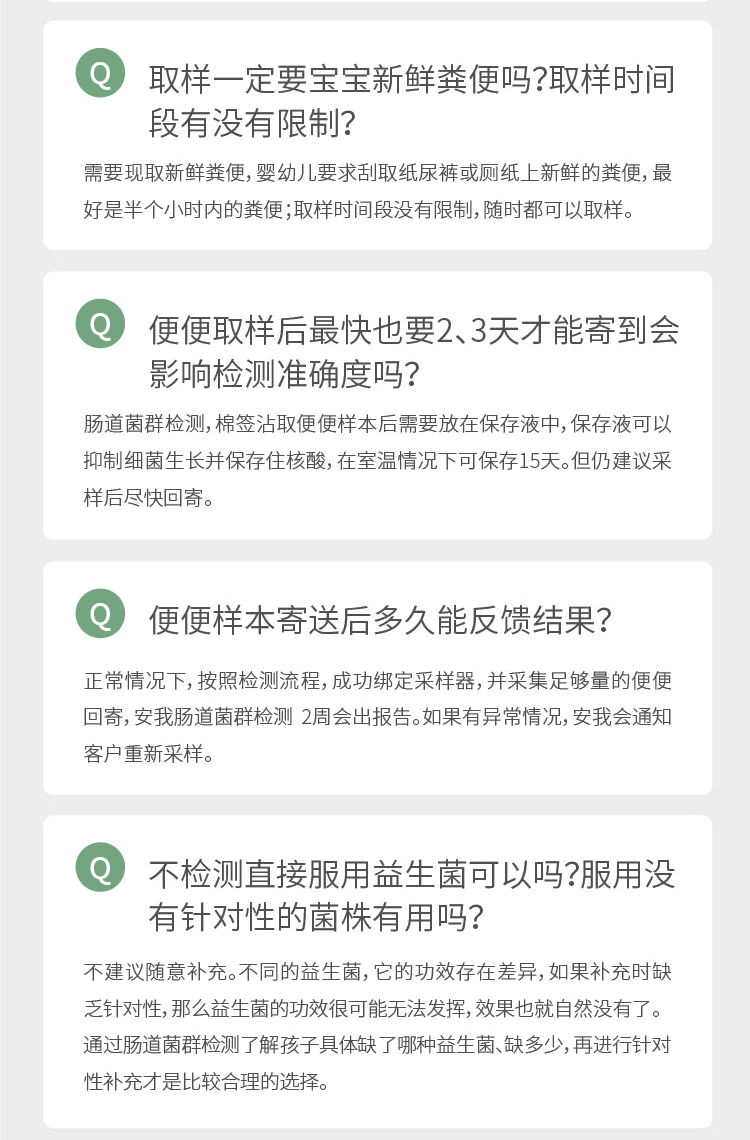 Q
取样一定要宝宝新鲜粪便吗?取样时间
段有没有限制?
需要现取新鲜粪便,婴幼儿要求刮取纸尿裤或厕纸上新鲜的粪便,最
好是半个小时内的粪便;取样时间段没有限制,随时都可以取样。
Q
便便取样后最快也要2、3天才能寄到会
影响检测准确度吗?
肠道菌群检测,棉签沾取便便样本后需要放在保存液中,保存液可以
抑制细菌生长并保存住核酸,在室温情况下可保存15天。但仍建议采
样后尽快回寄。
Q
便便样本寄送后多久能反馈结果?
正常情况下,按照检测流程,成功绑定采样器,并采集足够量的便便
回寄,安我肠道菌群检测 2周会出报告。如果有异常情况,安我会通知
客户重新采样。
Q
不检测直接服用益生菌可以吗?服用没
有针对性的菌株有用吗?
不建议随意补充。不同的益生菌,它的功效存在差异,如果补充时缺
乏针对性,那么益生菌的功效很可能无法发挥,效果也就自然没有了。
通过肠道菌群检测了解孩子具体缺了哪种益生菌、缺多少,再进行针对
性补充才是比较合理的选择。